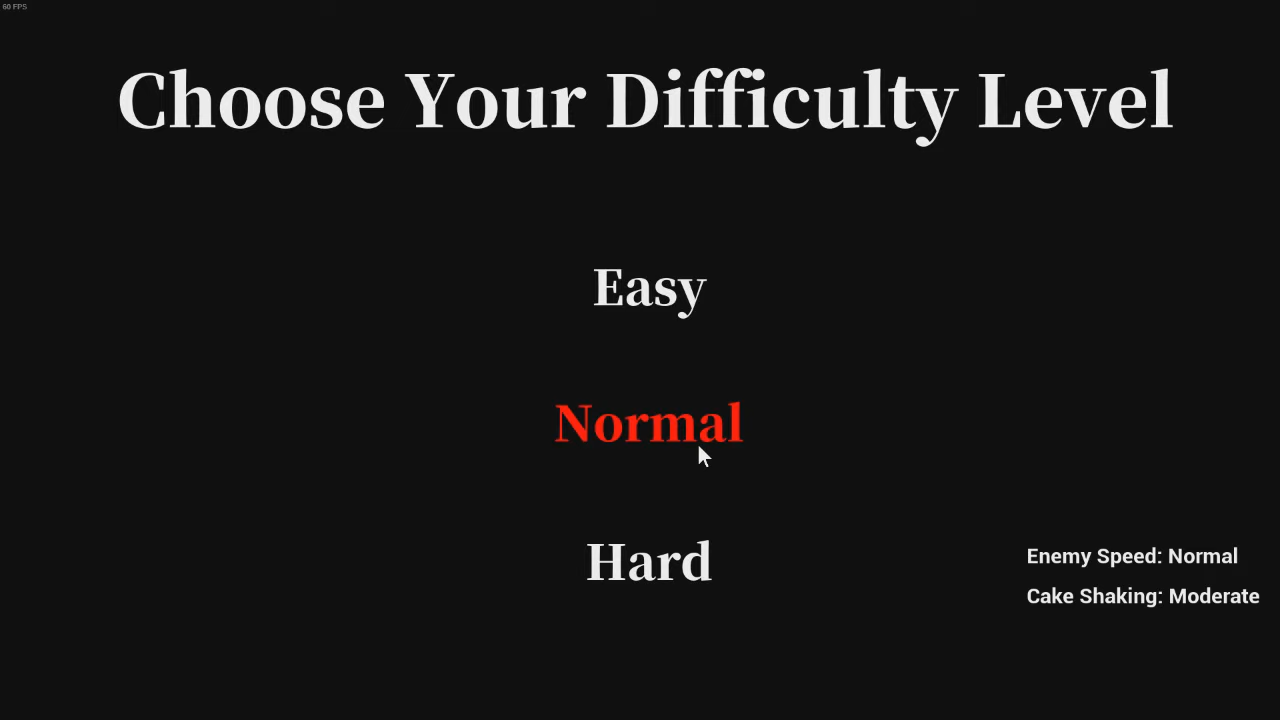 60 FPS
Choose Your Difficulty Level
Easy
Normal
Hard
Enemy Speed: Normal
Cake Shaking: Moderate